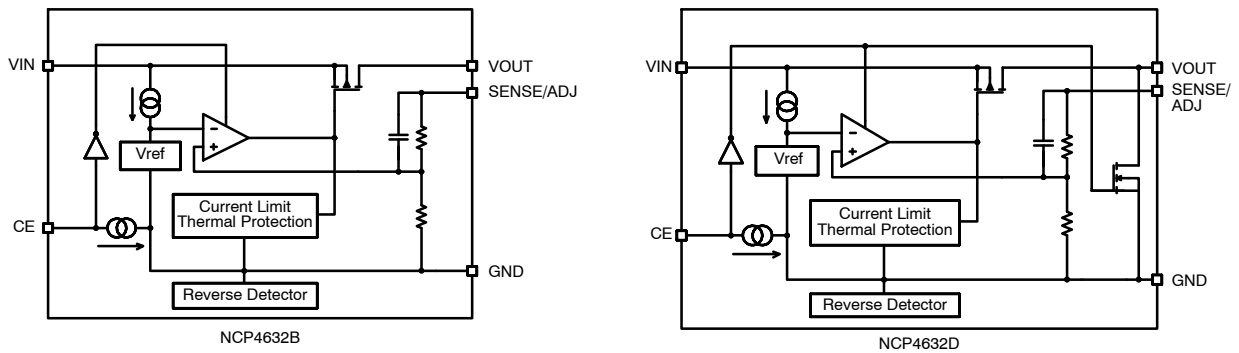 VIN
VOUT
SENSE/ADJ
−
+
Vref
Current Limit
Thermal Protection
CE
GND
Reverse Detector
NCP4632B
VIN
VOUT
SENSE/
ADJ
−
+
Vref
Current Limit
Thermal Protection
CE
GND
Reverse Detector
NCP4632D